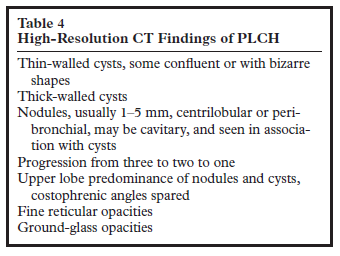 Table 4
High-Resolution CT Findings of PLCH
Thin-walled cysts, some confluent or with bizarre
shapes
Thick-walled cysts
Nodules, usually 1–5 mm, centrilobular or peri-
bronchial, may be cavitary, and seen in associa-
tion with cysts
Progression from three to two to one
Upper lobe predominance of nodules and cysts,
costophrenic angles spared
Fine reticular opacities
Ground-glass opacities